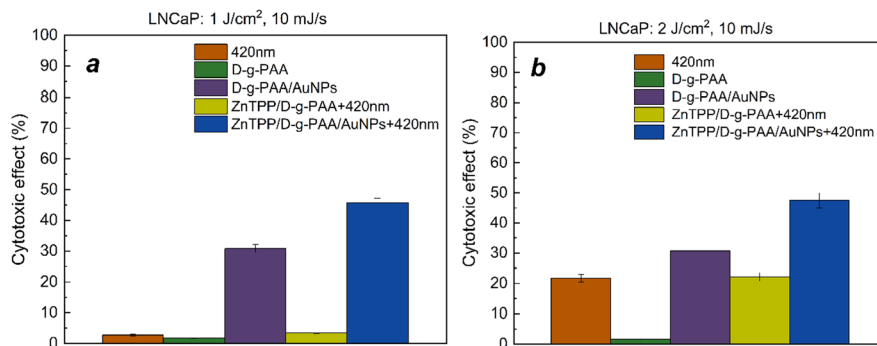 LNCaP: 1 J/cm², 10 mJ/s
a
Cytotoxic effect (%)
100
90
80
70
60
50
40
30
20
10
0
420nm
D-g-PAA
D-g-PAA/AuNPs
ZnTPP/D-g-PAA+420nm
ZnTPP/D-g-PAA/AuNPs+420nm
LNCaP: 2 J/cm², 10 mJ/s
b
Cytotoxic effect (%)
100
90
80
70
60
50
40
30
20
10
0
420nm
D-g-PAA
D-g-PAA/AuNPs
ZnTPP/D-g-PAA+420nm
ZnTPP/D-g-PAA/AuNPs+420nm